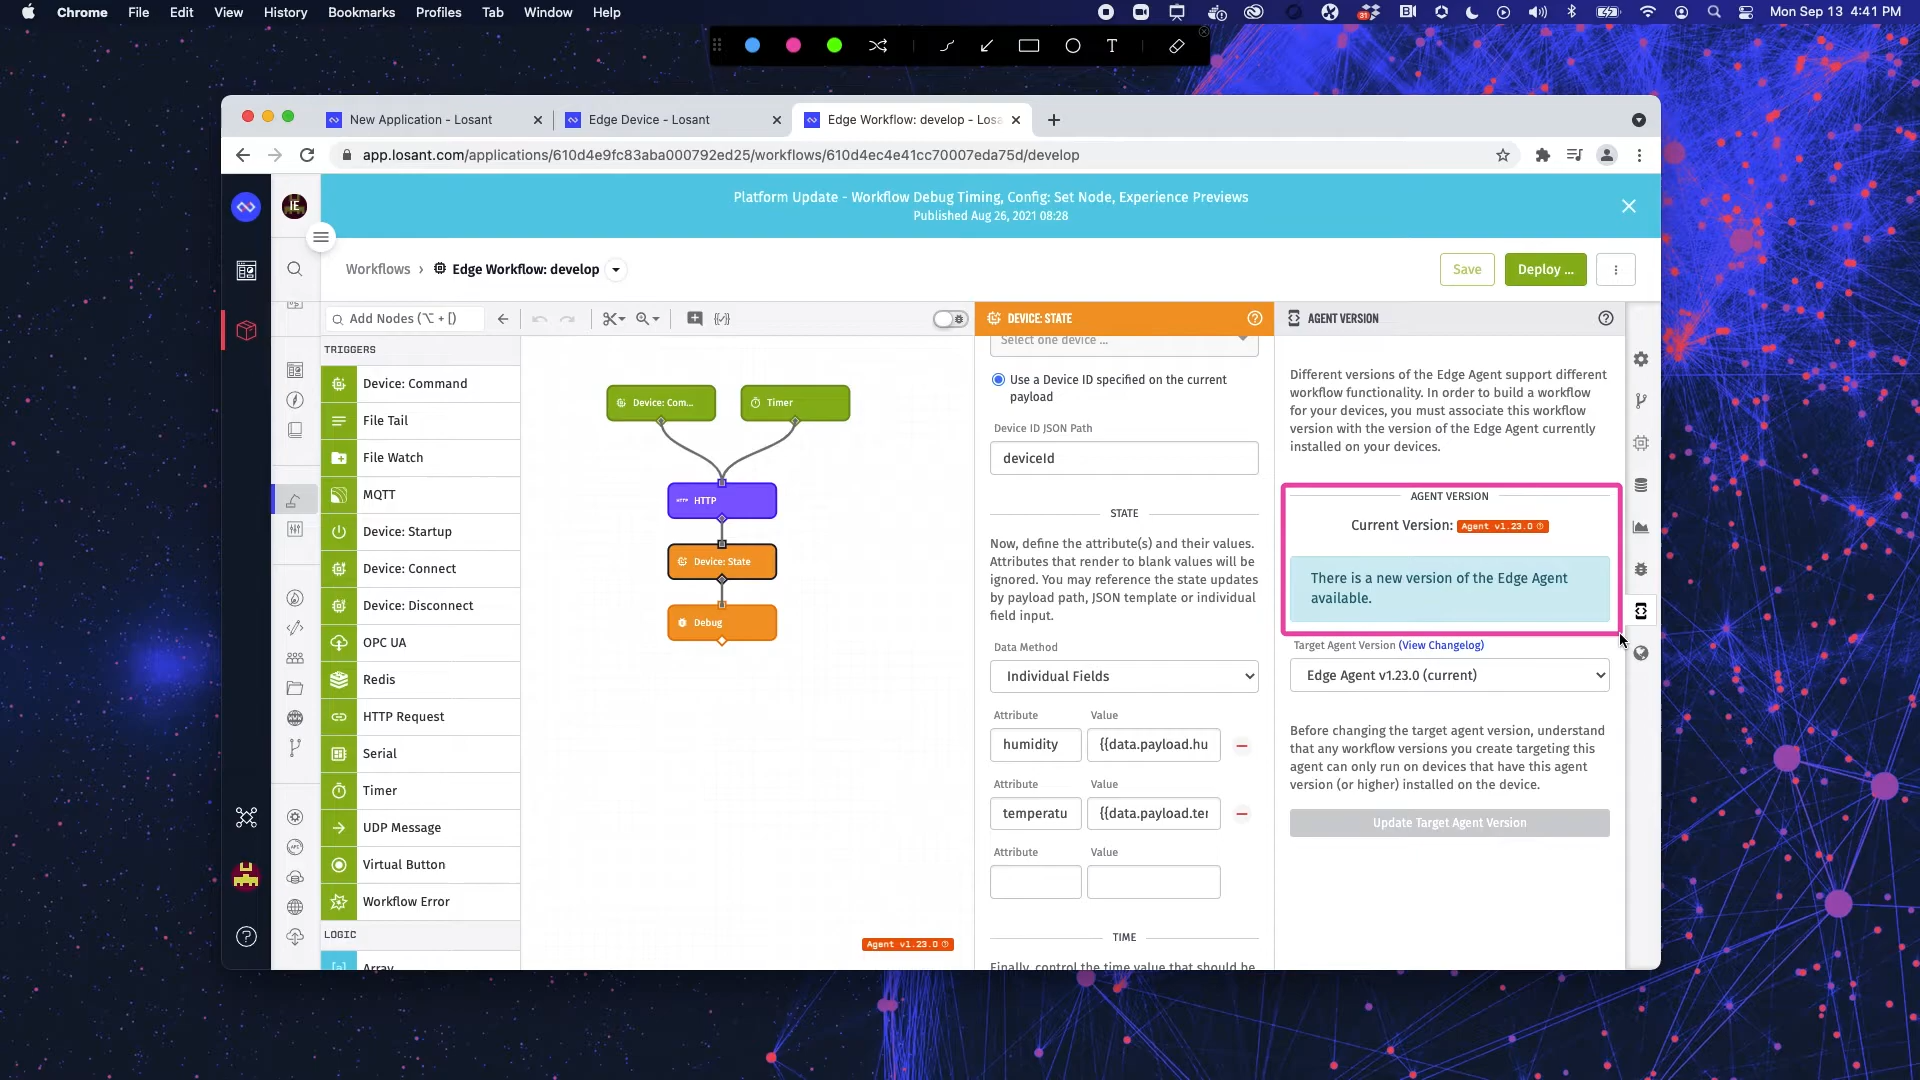 Chrome File Edit View History Bookmarks Profiles Tab Window Help
31
Mon Sep 13 4:41 PM
T
New Application - Losant
Edge Device - Losant
Edge Workflow: develop - Losa
app.losant.com/applications/610d4e9fc83aba000792ed25/workflows/610d4ec4e41cc70007eda75d/develop
IE
Platform Update - Workflow Debug Timing, Config: Set Node, Experience Previews
Published Aug 26, 2021 08:28
Workflows › Edge Workflow: develop
Save
Deploy ...
Add Nodes (⌥ + [)
TRIGGERS
Device: Command
File Tail
File Watch
MQTT
Device: Startup
Device: Connect
Device: Disconnect
OPC UA
Redis
HTTP Request
Serial
Timer
UDP Message
Virtual Button
Workflow Error
LOGIC
Array
Device: Com...
Timer
HTTP HTTP
Device: State
Debug
Agent v1.23.0
DEVICE: STATE
Select one device ...
Use a Device ID specified on the current
payload
Device ID JSON Path
deviceId
STATE
Now, define the attribute(s) and their values.
Attributes that render to blank values will be
ignored. You may reference the state updates
by payload path, JSON template or individual
field input.
Data Method
Individual Fields
Attribute Value
humidity {{data.payload.hu
Attribute Value
temperatu {{data.payload.ter
Attribute Value
TIME
Finally, control the time value that should be
AGENT VERSION
Different versions of the Edge Agent support different
workflow functionality. In order to build a workflow
for your devices, you must associate this workflow
version with the version of the Edge Agent currently
installed on your devices.
AGENT VERSION
Current Version: Agent v1.23.0
There is a new version of the Edge Agent
available.
Target Agent Version (View Changelog)
Edge Agent v1.23.0 (current)
Before changing the target agent version, understand
that any workflow versions you create targeting this
agent can only run on devices that have this agent
version (or higher) installed on the device.
Update Target Agent Version